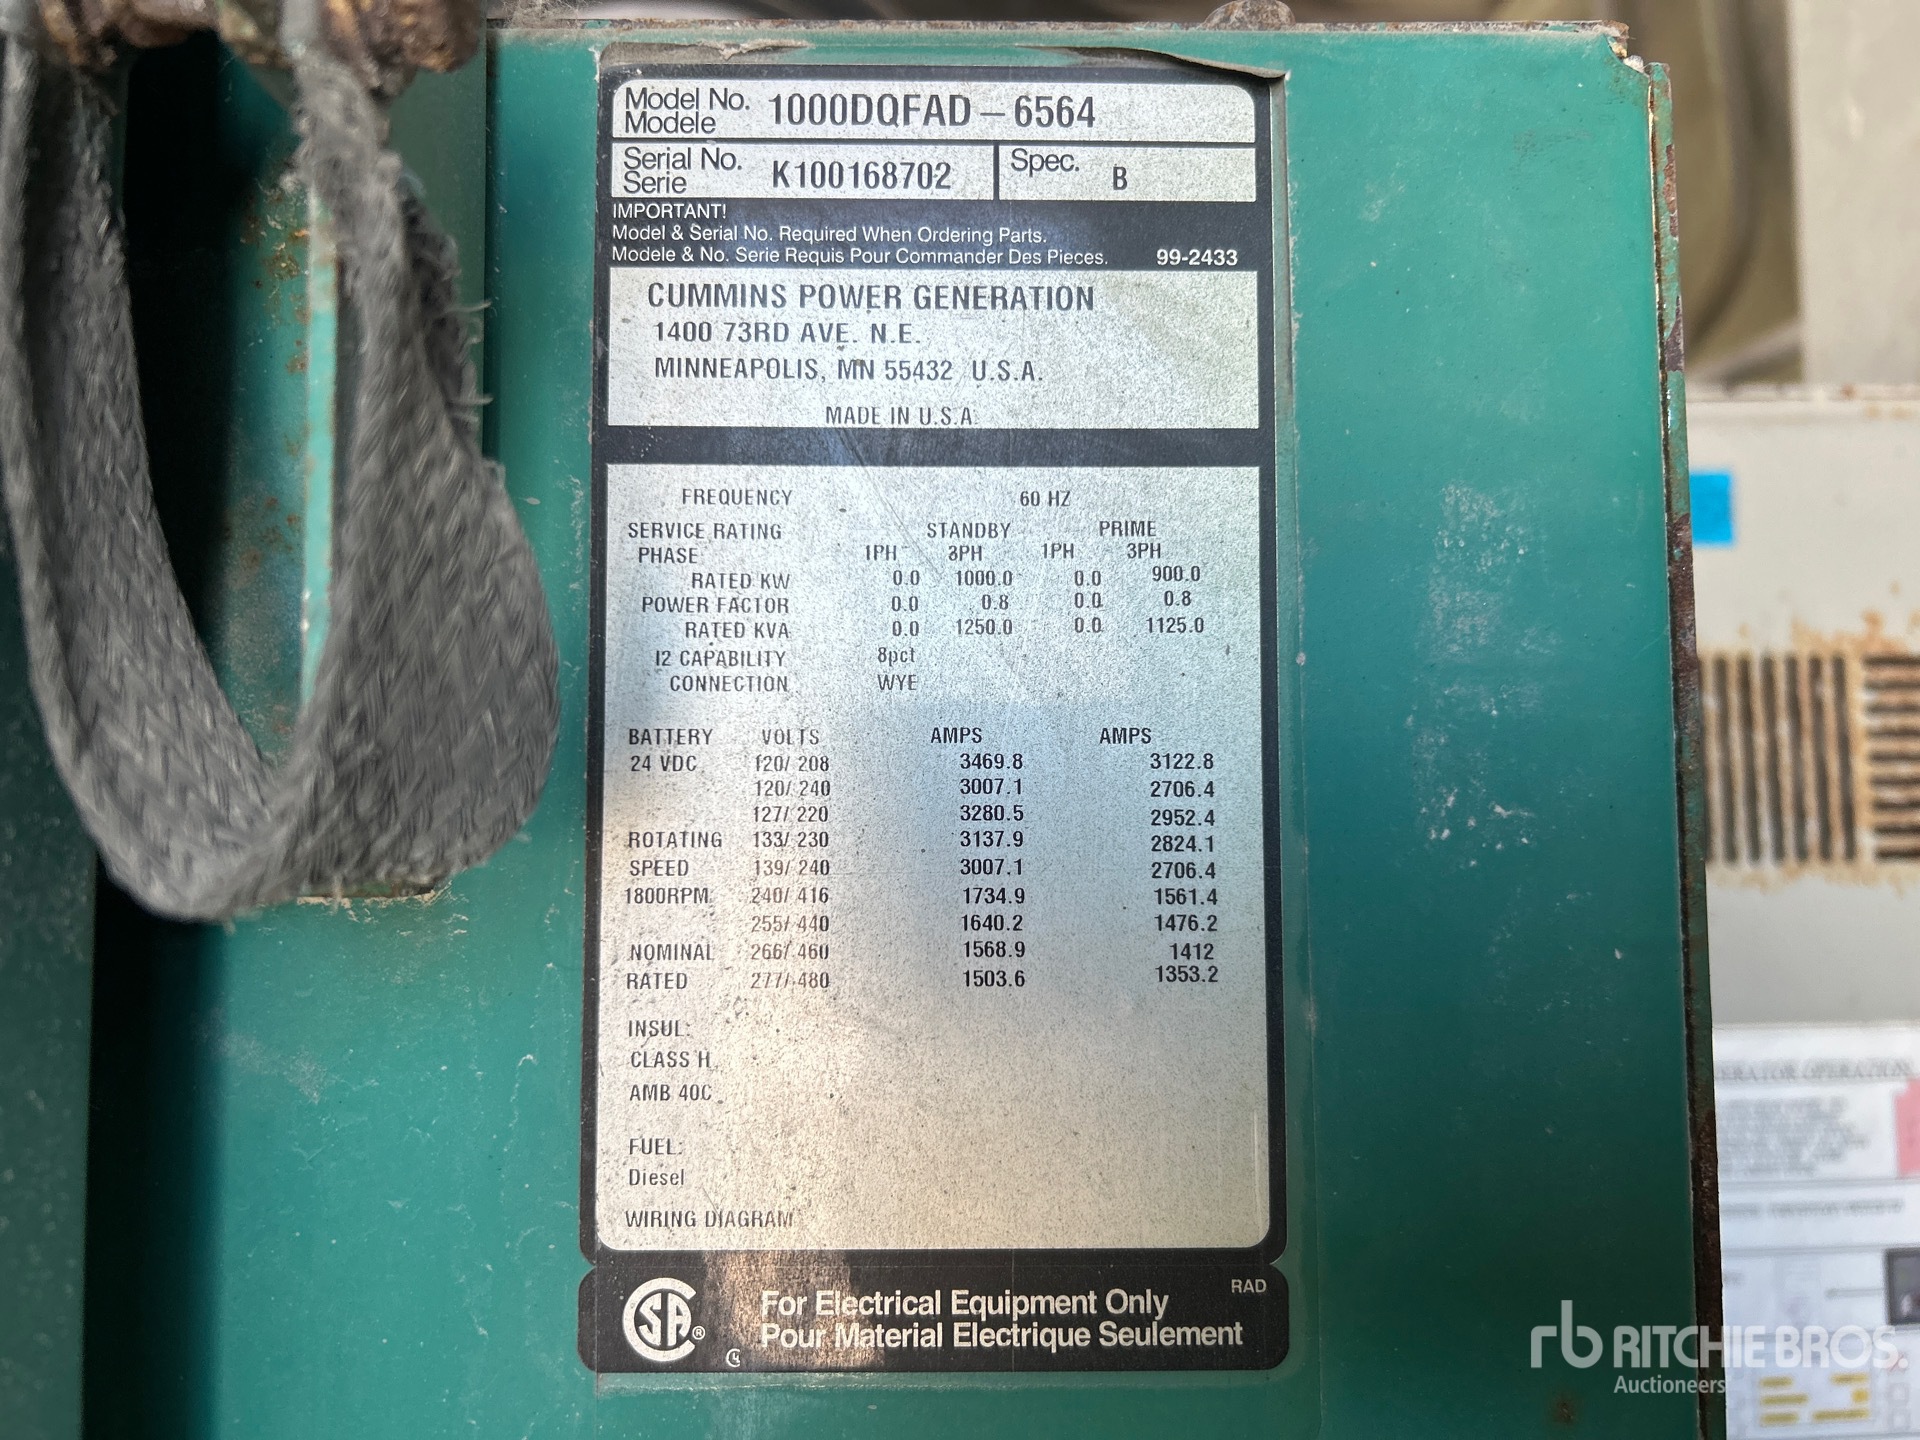 Model No. 1000DQFAD - 6564
Modele
Serial No. K100168702 Spec. B
Serie
IMPORTANT!
Model & Serial No. Required When Ordering Parts.
Modele & No. Serie Requis Pour Commander Des Pieces. 99-2433
CUMMINS POWER GENERATION
1400 73RD AVE. N.E.
MINNEAPOLIS, MN 55432 U.S.A.
MADE IN U.S.A.
FREQUENCY 60 HZ
SERVICE RATING STANDBY PRIME
PHASE 1PH 3PH 1PH 3PH
RATED KW 0.0 1000.0 0.0 900.0
POWER FACTOR 0.0 0.8 0.0 0.8
RATED KVA 0.0 1250.0 0.0 1125.0
I2 CAPABILITY 8pct
CONNECTION WYE
BATTERY VOLTS AMPS AMPS
24 VDC 120/ 208 3469.8 3122.8
120/ 240 3007.1 2706.4
127/ 220 3280.5 2952.4
ROTATING 133/ 230 3137.9 2824.1
SPEED 139/ 240 3007.1 2706.4
1800RPM 240/ 416 1734.9 1561.4
255/ 440 1640.2 1476.2
NOMINAL 266/ 460 1568.9 1412
RATED 277/ 480 1503.6 1353.2
INSUL:
CLASS H
AMB 40C
FUEL:
Diesel
WIRING DIAGRAM
RAD
SA ®
For Electrical Equipment Only
Pour Material Electrique Seulement
rb RITCHIE BROS.
Auctioneers